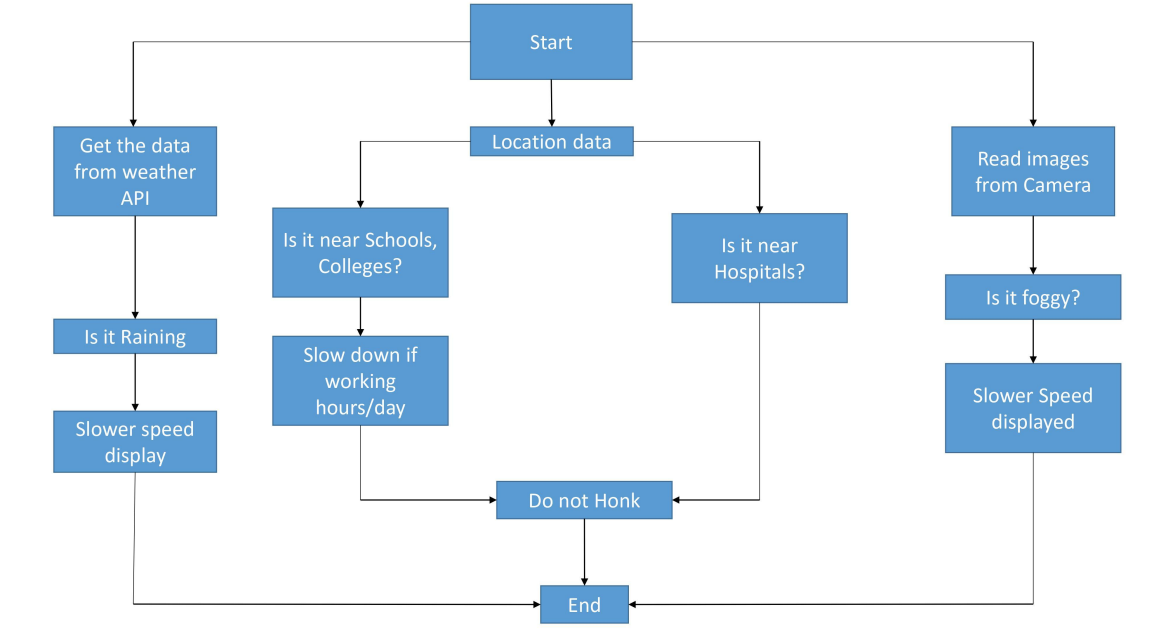 Start
Get the data
from weather
API
Location data
Read images
from Camera
Is it near Schools,
Colleges?
Is it near
Hospitals?
Is it foggy?
Is it Raining
Slow down if
working
hours/day
Slower Speed
displayed
Slower speed
display
Do not Honk
End